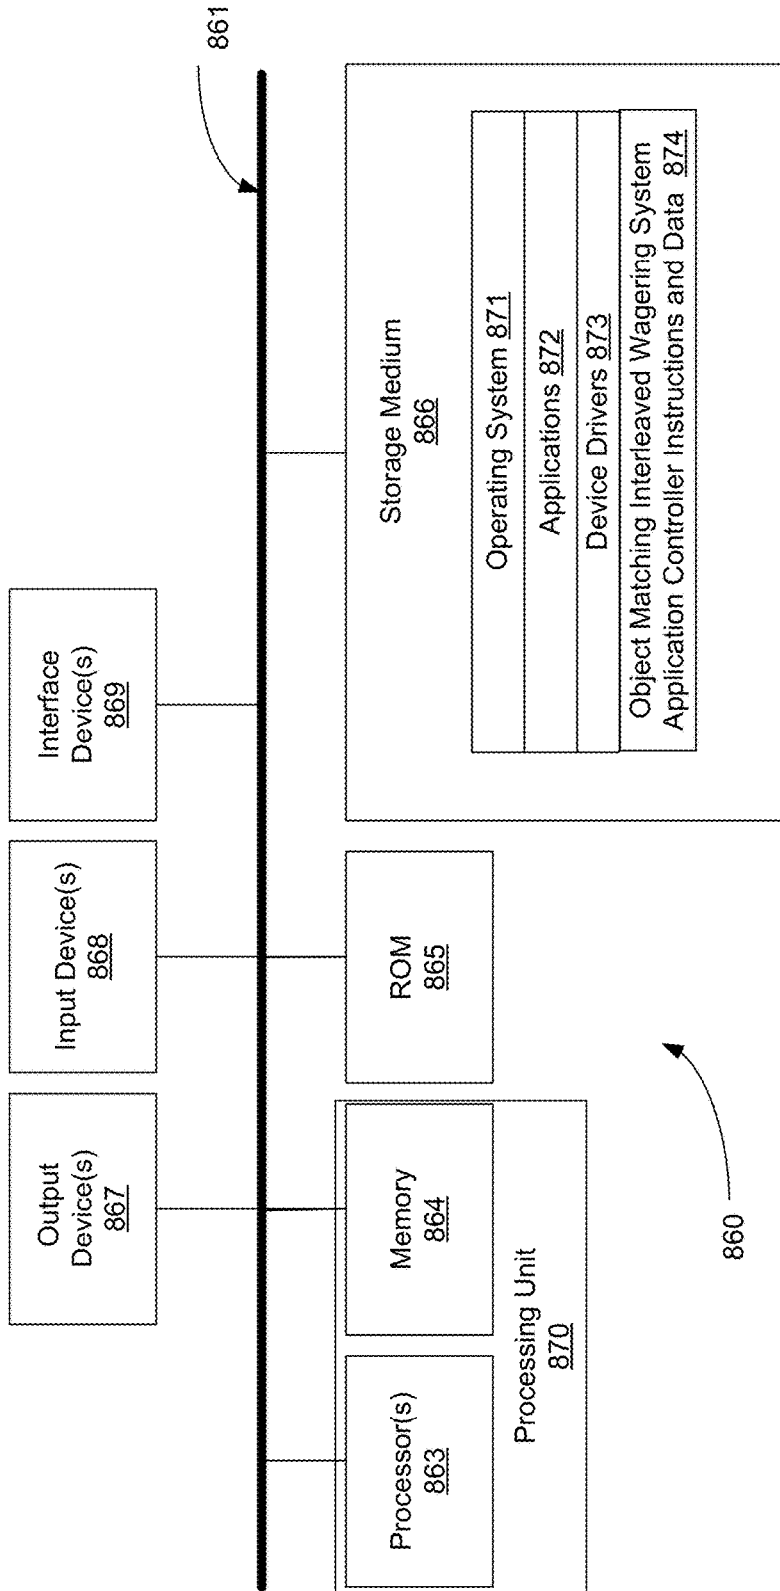 861
Output
Device(s)
867
Input Device(s)
868
Interface
Device(s)
869
Processor(s)
863
Memory
864
Processing Unit
870
ROM
865
Storage Medium
866
Operating System 871
Applications 872
Device Drivers 873
Object Matching Interleaved Wagering System
Application Controller Instructions and Data 874
860